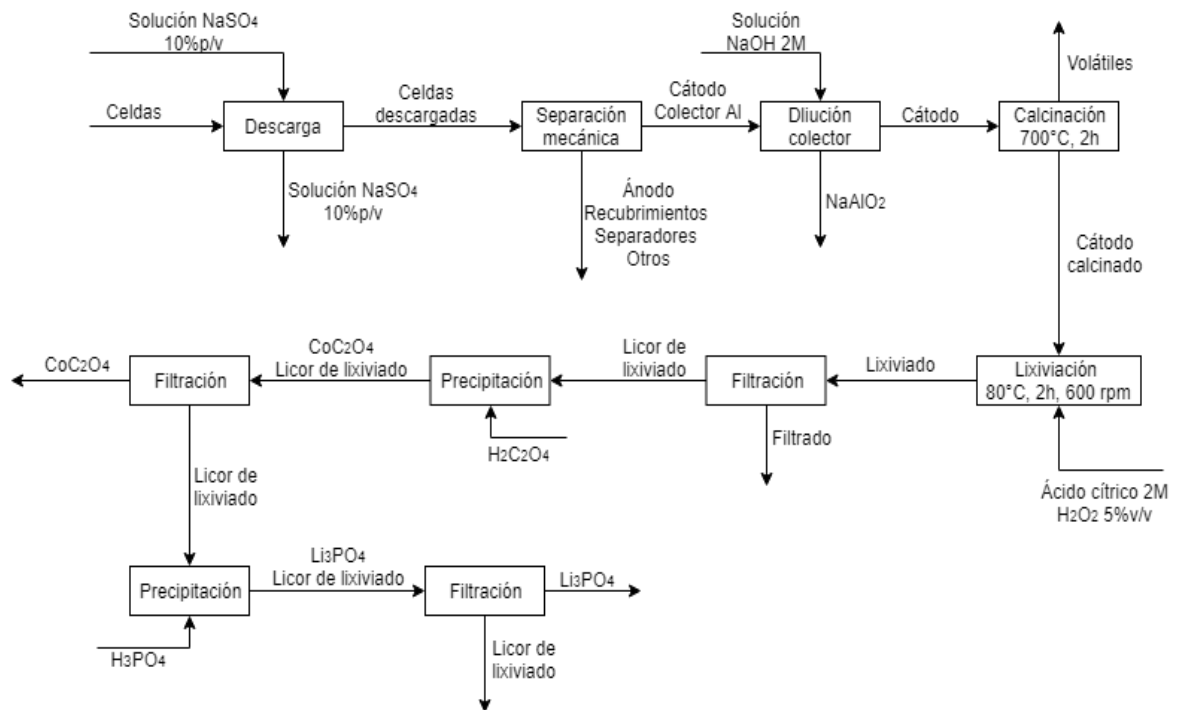 Solución NaSO4
10%p/v
Celdas
Descarga
Solución NaSO4
10%p/v
Celdas
descargadas
Separación
mecánica
Ánodo
Recubrimientos
Separadores
Otros
Cátodo
Colector Al
Solución
NaOH 2M
Dliución
colector
NaAlO2
Cátodo
Calcinación
700°C, 2h
Volátiles
Cátodo
calcinado
Lixiviación
80°C, 2h, 600 rpm
Ácido cítrico 2M
H2O2 5%v/v
Lixiviado
Filtración
Filtrado
Licor de
lixiviado
Precipitación
H2C2O4
CoC2O4
Licor de lixiviado
Filtración
CoC2O4
Licor de
lixiviado
Precipitación
H3PO4
Li3PO4
Licor de lixiviado
Filtración
Li3PO4
Licor de
lixiviado